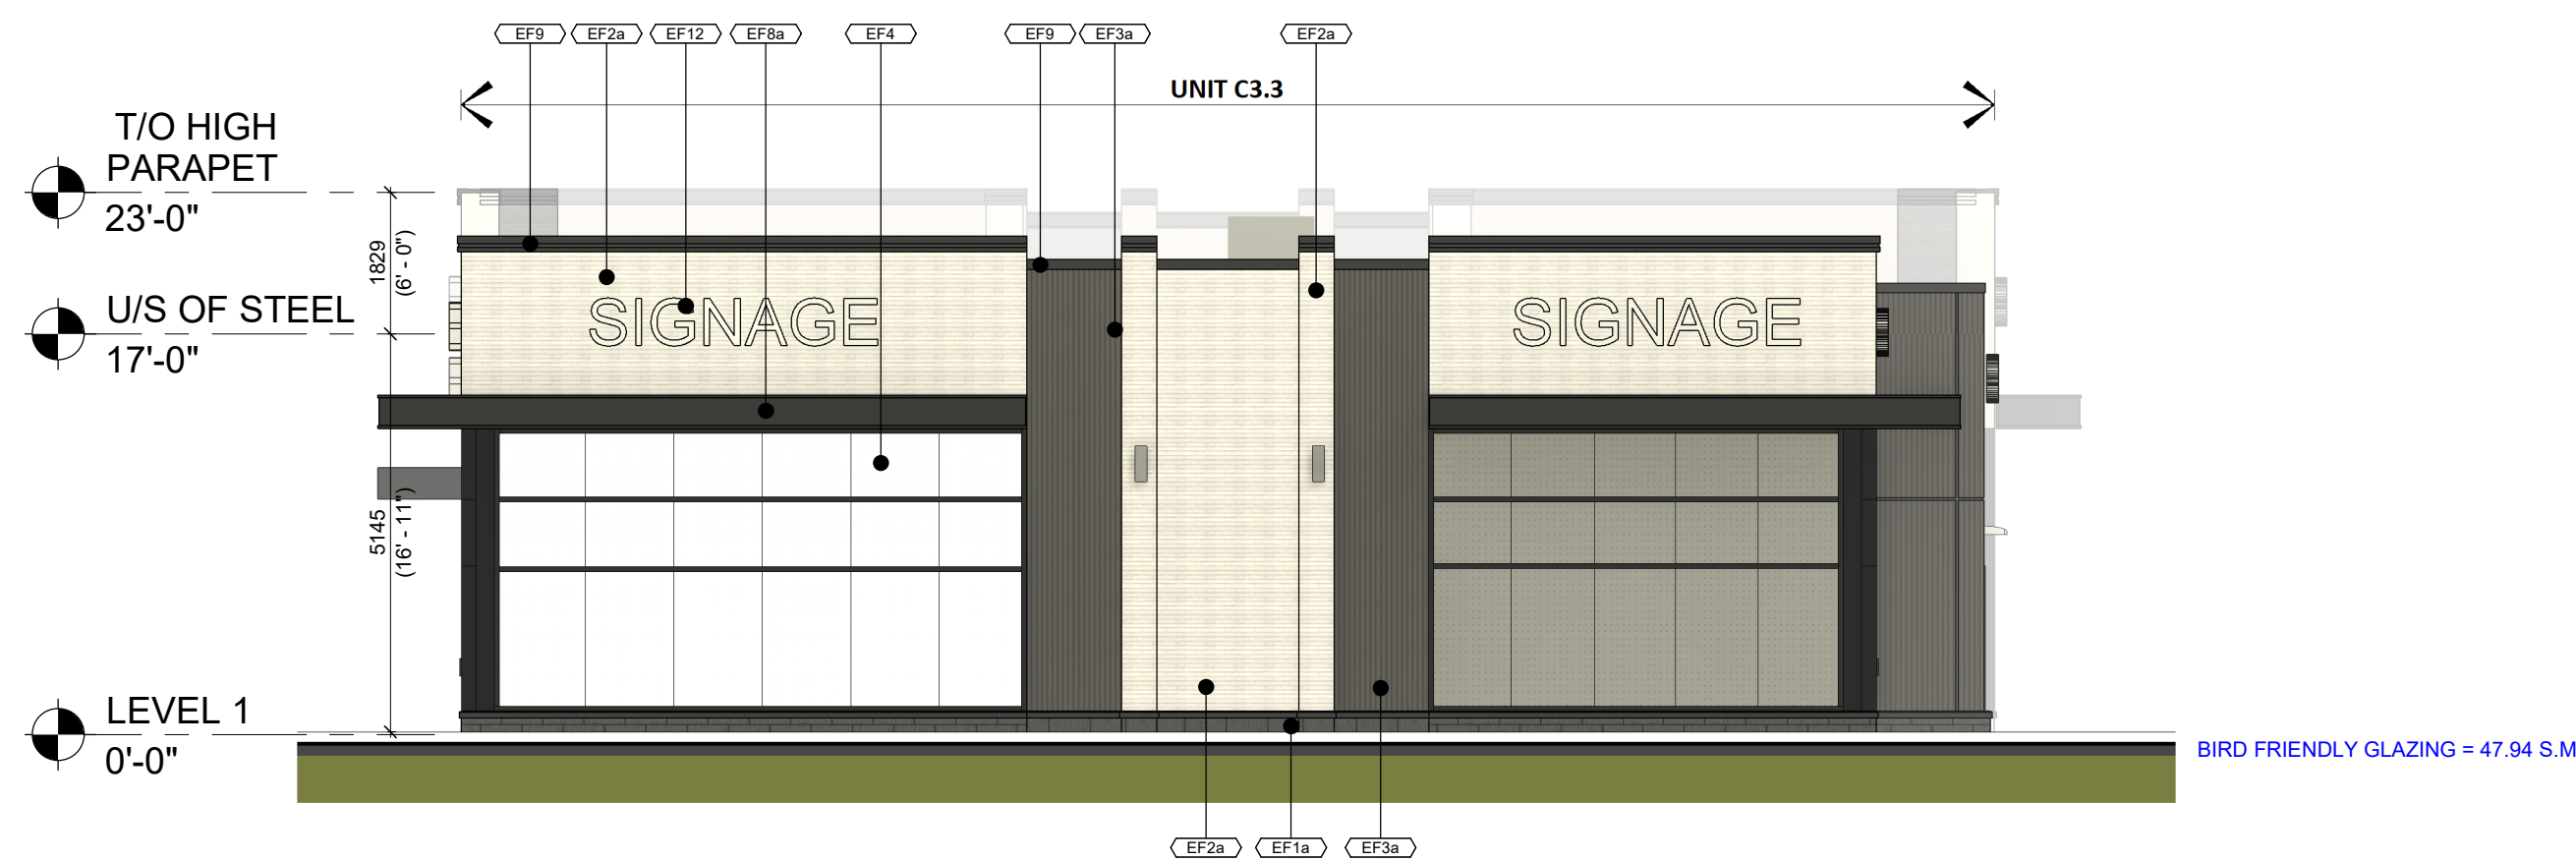 EF9 EF2a EF12 EF8a EF4 EF9 EF3a EF2a
UNIT C3.3
T/O HIGH
PARAPET
23'-0"
1829
(6' - 0")
U/S OF STEEL
17'-0"
SIGNAGE SIGNAGE
5145
(16' - 11")
LEVEL 1
0'-0"
BIRD FRIENDLY GLAZING = 47.94 S.M
EF2a EF1a EF3a